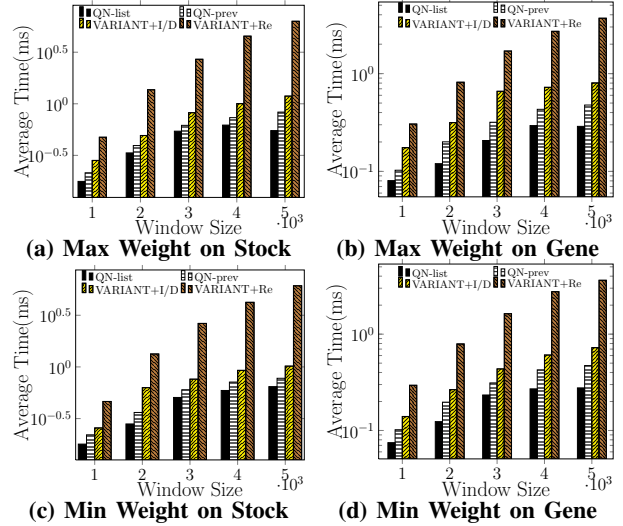 QN-list QN-prev
VARIANT+I/D VARIANT+Re
Average Time(ms)
10^0.5
10^0
10^−0.5
1 2 3 4 5
Window Size ·10^3
(a) Max Weight on Stock
QN-list QN-prev
VARIANT+I/D VARIANT+Re
Average Time(ms)
10^0
10^−1
1 2 3 4 5
Window Size ·10^3
(b) Max Weight on Gene
QN-list QN-prev
VARIANT+I/D VARIANT+Re
Average Time(ms)
10^0.5
10^0
10^−0.5
1 2 3 4 5
Window Size ·10^3
(c) Min Weight on Stock
QN-list QN-prev
VARIANT+I/D VARIANT+Re
Average Time(ms)
10^0
10^−1
1 2 3 4 5
Window Size ·10^3
(d) Min Weight on Gene